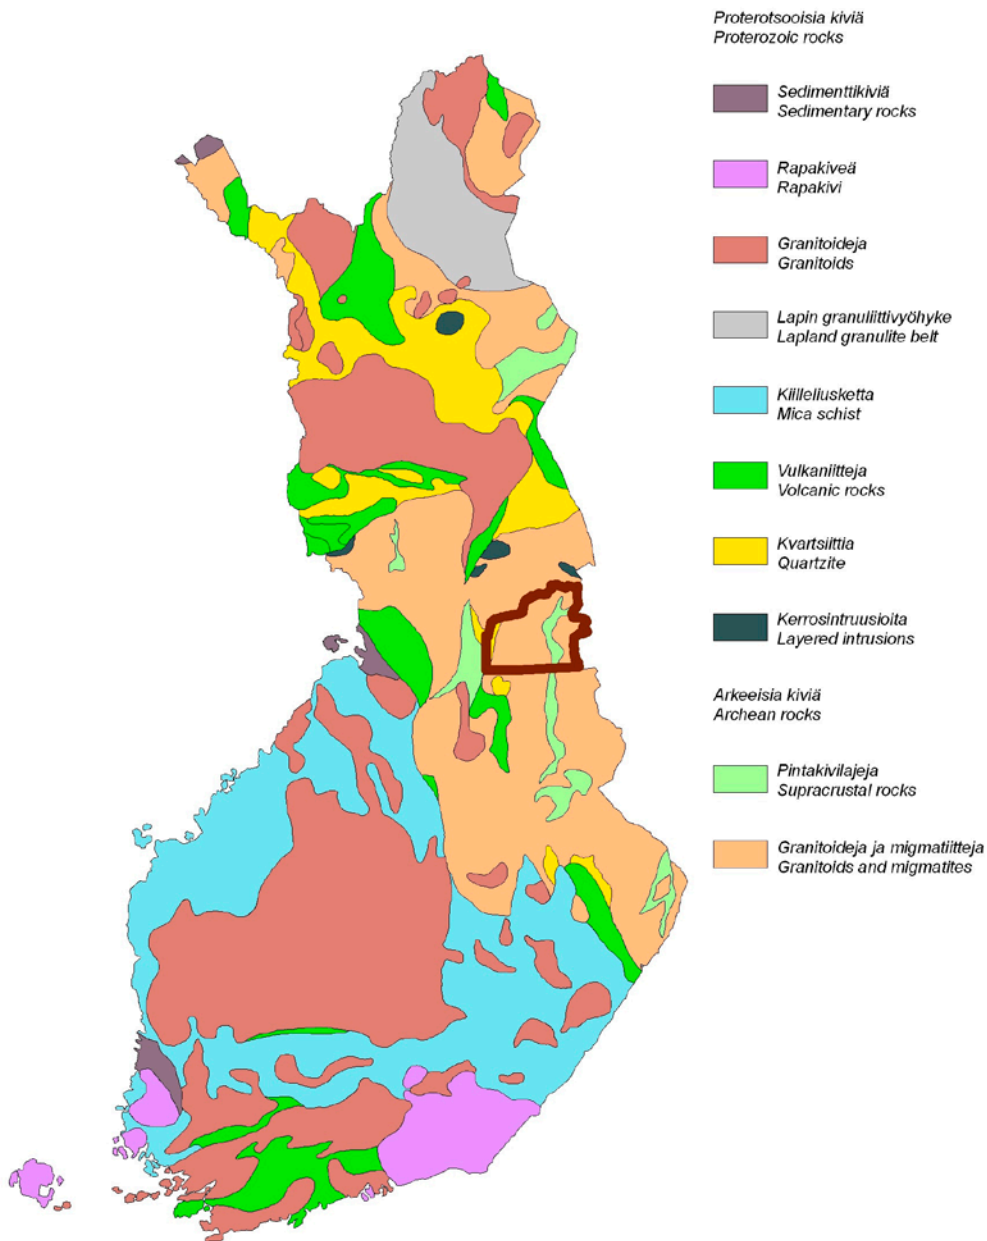 Proterotsooisia kiviä
Proterozoic rocks
Sedimenttikiviä
Sedimentary rocks
Rapakiveä
Rapakivi
Granitoideja
Granitoids
Lapin granuliittivyöhyke
Lapland granulite belt
Kiilleliusketta
Mica schist
Vulkaniitteja
Volcanic rocks
Kvartsiittia
Quartzite
Kerrosintruusioita
Layered intrusions
Arkeeisia kiviä
Archean rocks
Pintakivilajeja
Supracrustal rocks
Granitoideja ja migmatiitteja
Granitoids and migmatites